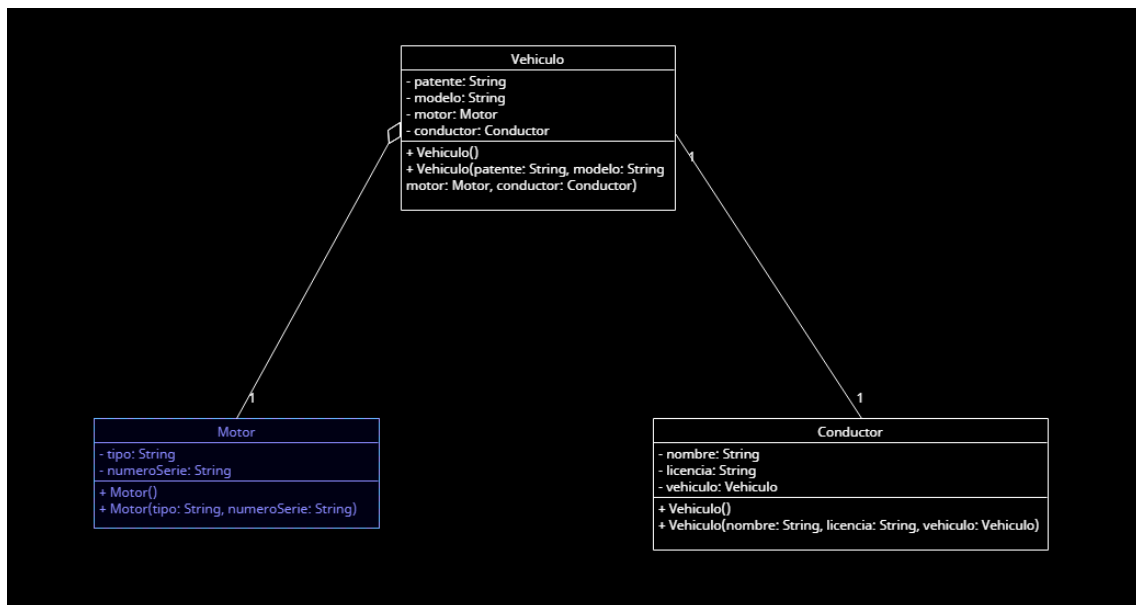 Vehiculo
- patente: String
- modelo: String
- motor: Motor
- conductor: Conductor
+ Vehiculo()
+ Vehiculo(patente: String, modelo: String
motor: Motor, conductor: Conductor)
1
1
1
Motor
- tipo: String
- numeroSerie: String
+ Motor()
+ Motor(tipo: String, numeroSerie: String)
Conductor
- nombre: String
- licencia: String
- vehiculo: Vehiculo
+ Vehiculo()
+ Vehiculo(nombre: String, licencia: String, vehiculo: Vehiculo)